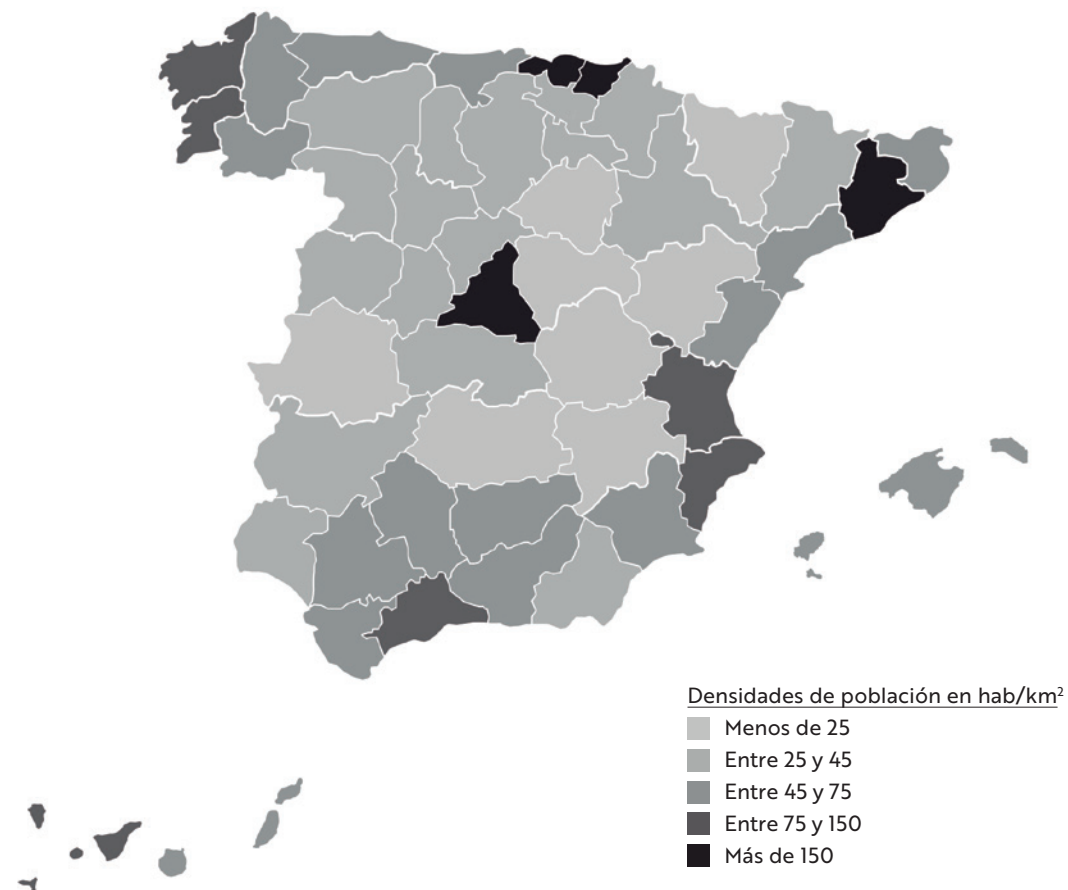 Densidades de población en hab/km²
Menos de 25
Entre 25 y 45
Entre 45 y 75
Entre 75 y 150
Más de 150